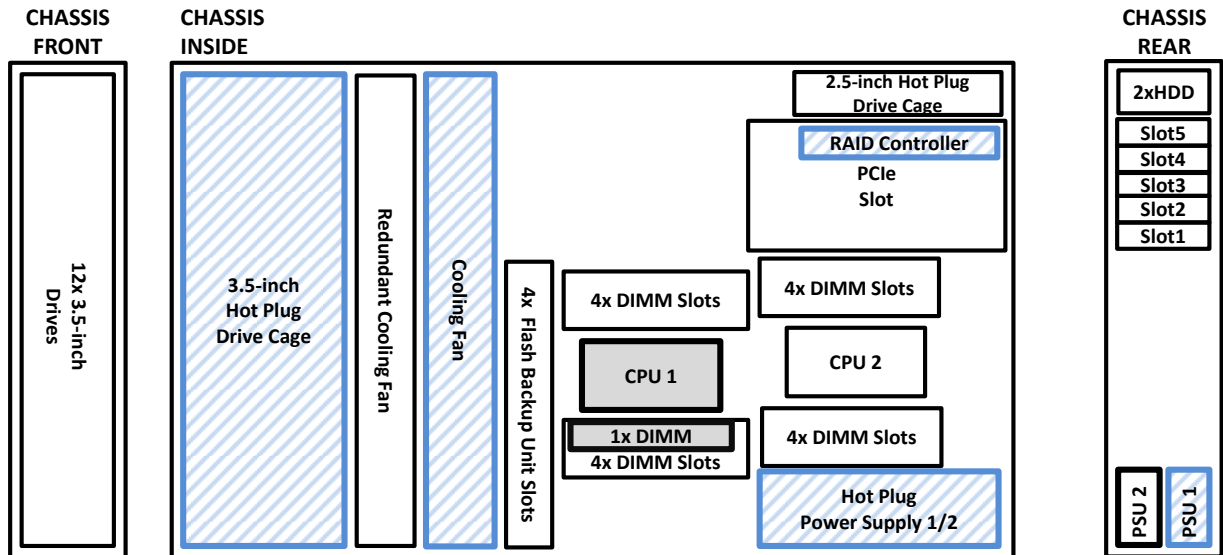 CHASSIS
FRONT
12x 3.5-inch
Drives
CHASSIS
INSIDE
3.5-inch
Hot Plug
Drive Cage
Redundant Cooling Fan
Cooling Fan
4x Flash Backup Unit Slots
2.5-inch Hot Plug
Drive Cage
RAID Controller
PCIe
Slot
4x DIMM Slots
4x DIMM Slots
CPU 1
CPU 2
1x DIMM
4x DIMM Slots
4x DIMM Slots
Hot Plug
Power Supply 1/2
CHASSIS
REAR
2xHDD
Slot5
Slot4
Slot3
Slot2
Slot1
PSU 2
PSU 1